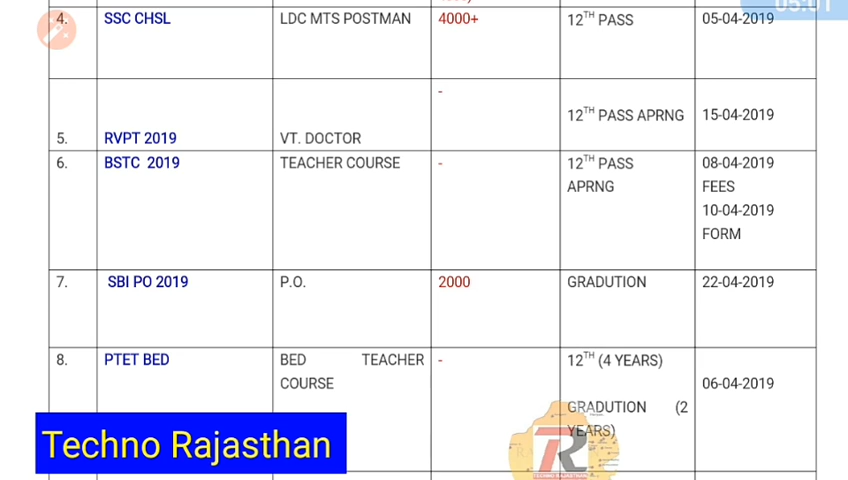 4. SSC CHSL LDC MTS POSTMAN 4000+ 12TH PASS 05-04-2019
-
12TH PASS APRNG 15-04-2019
5. RVPT 2019 VT. DOCTOR
6. BSTC 2019 TEACHER COURSE - 12TH PASS 08-04-2019
APRNG FEES
10-04-2019
FORM
7. SBI PO 2019 P.O. 2000 GRADUTION 22-04-2019
8. PTET BED BED TEACHER - 12TH (4 YEARS)
COURSE 06-04-2019
GRADUTION (2
YEARS)
Techno Rajasthan
TR
TECHNO RAJASTHAN